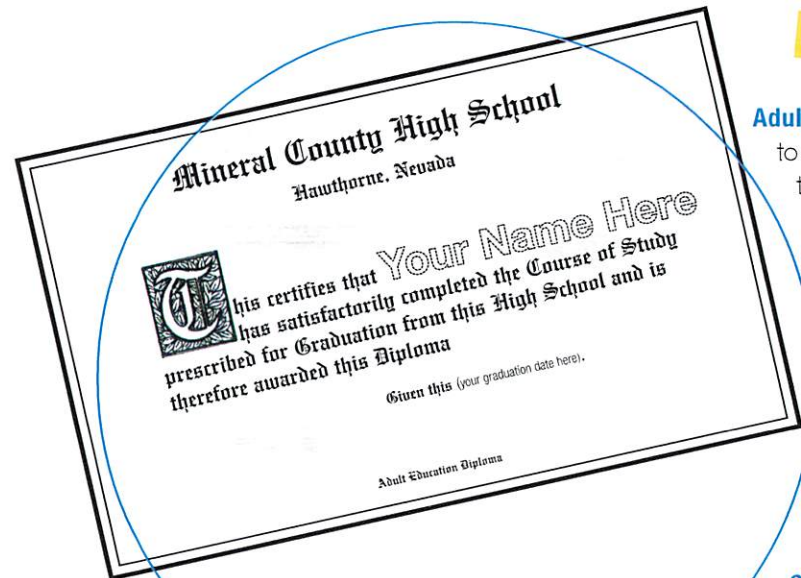 Mineral County High School
Hawthorne, Nevada
This certifies that Your Name Here
has satisfactorily completed the Course of Study
prescribed for Graduation from this High School and is
therefore awarded this Diploma
Given this (your graduation date here).
Adult Education Diploma
to